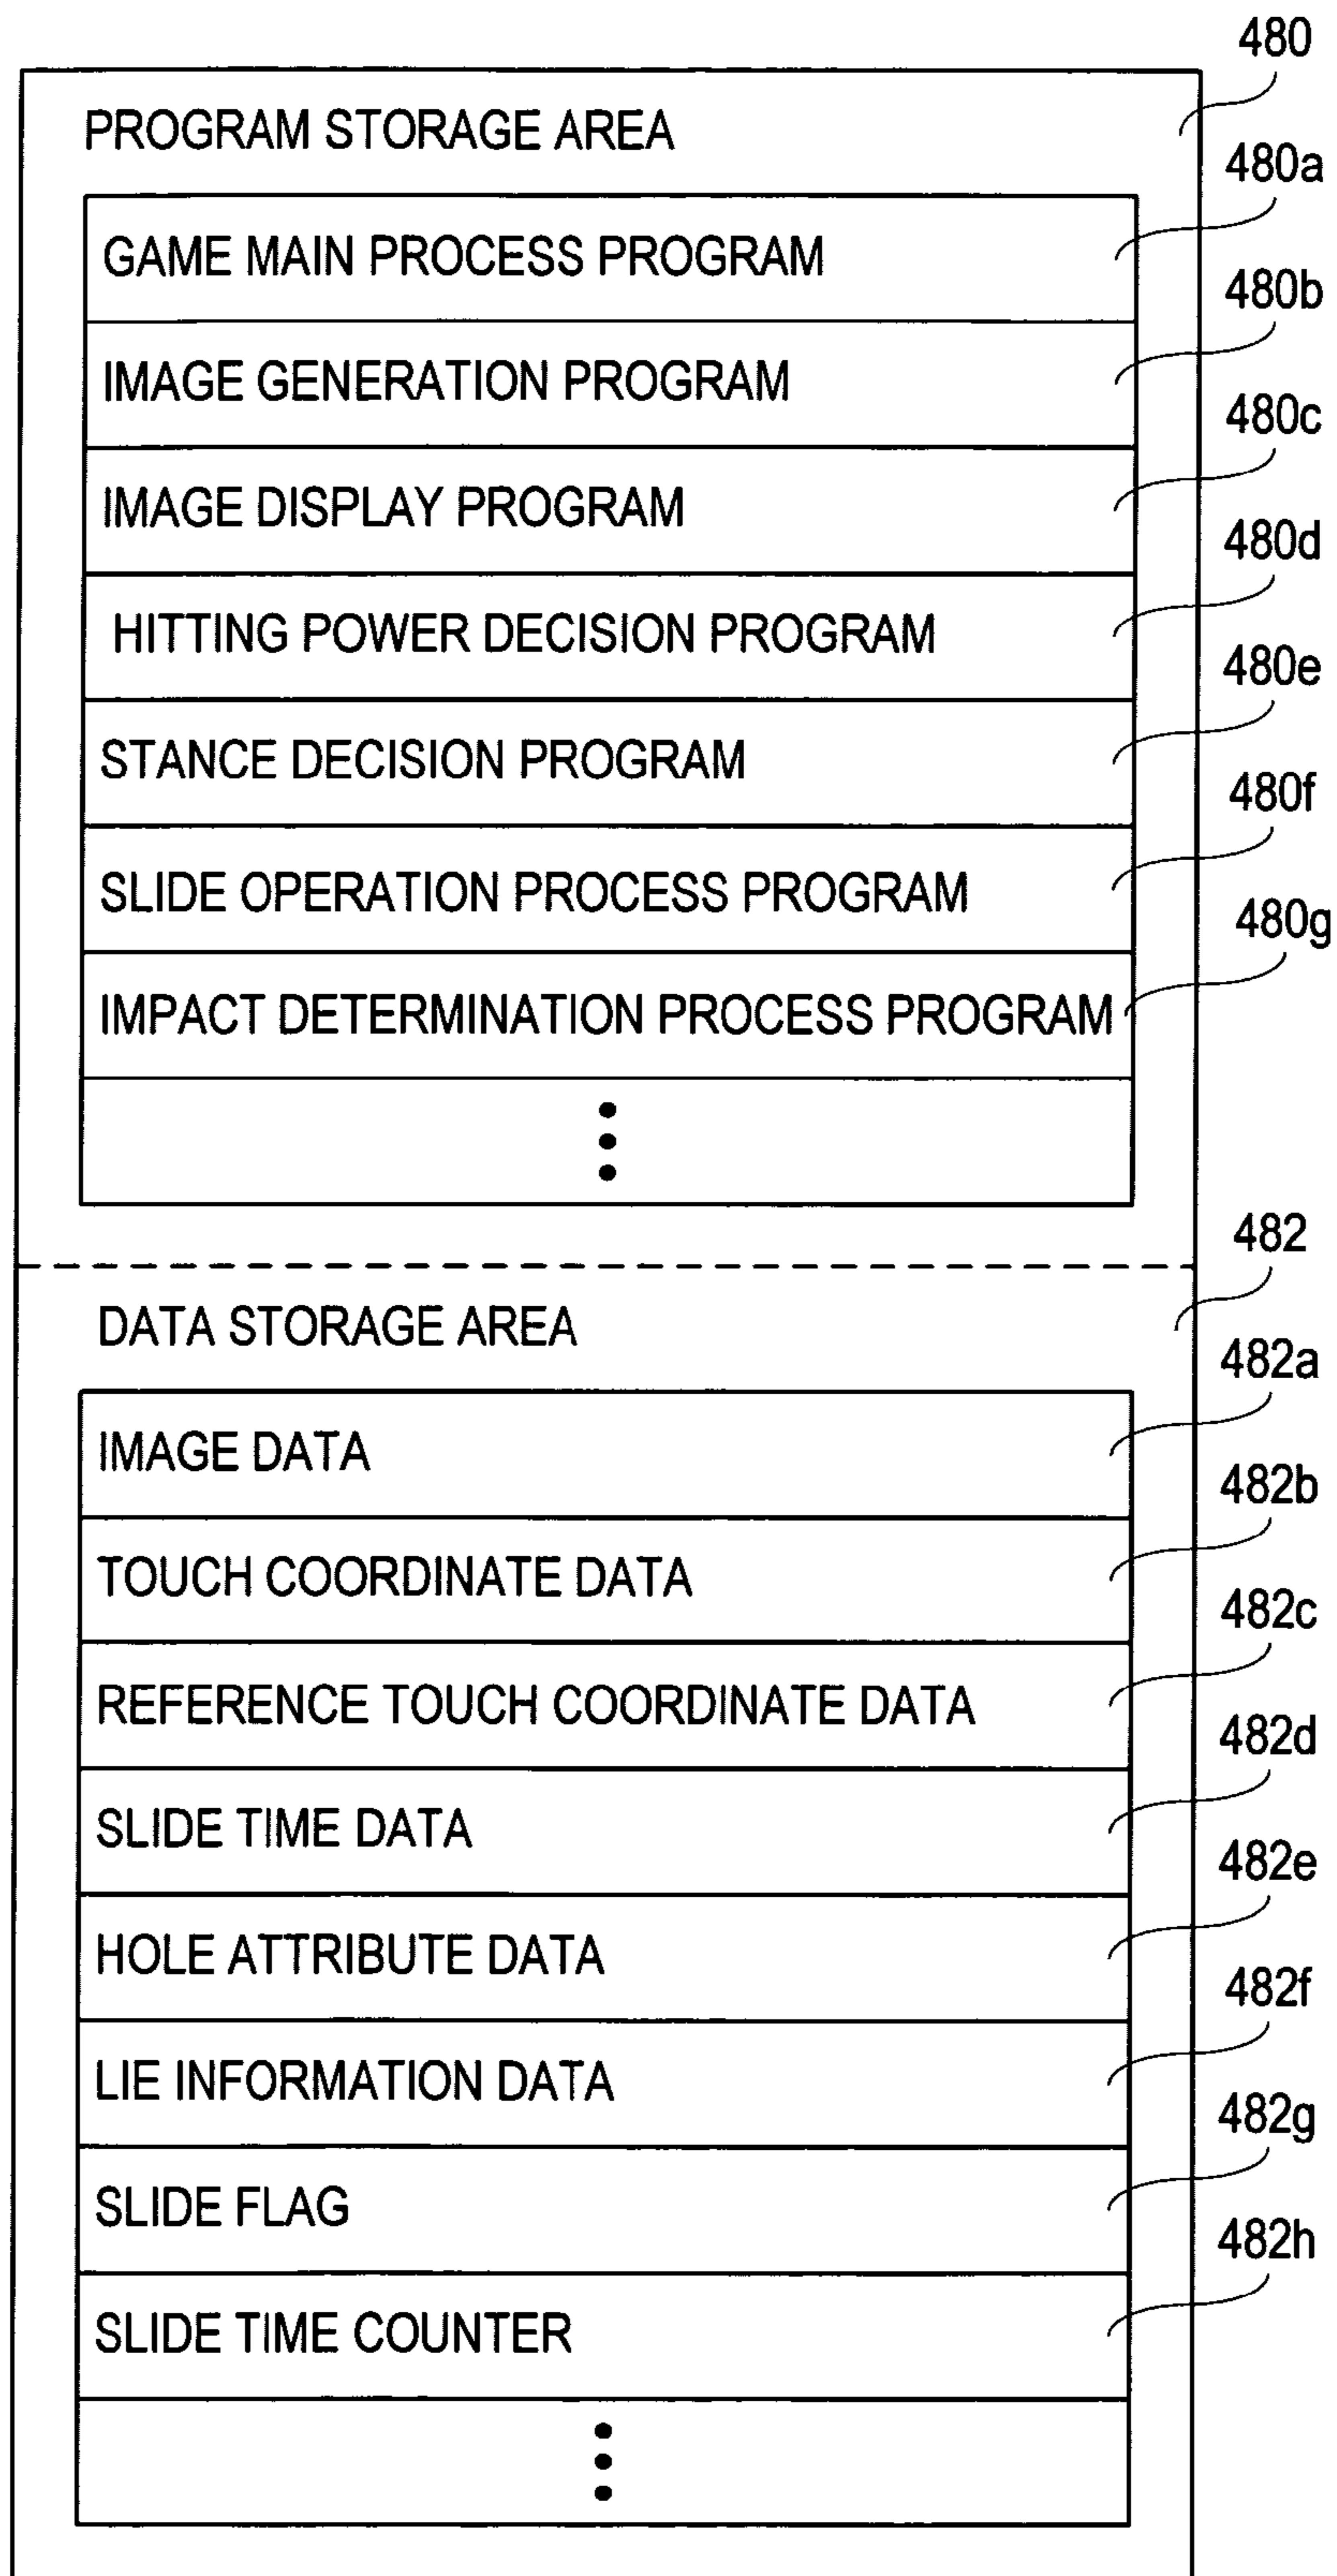 480
PROGRAM STORAGE AREA
480a
GAME MAIN PROCESS PROGRAM
480b
IMAGE GENERATION PROGRAM
480c
IMAGE DISPLAY PROGRAM
480d
HITTING POWER DECISION PROGRAM
480e
STANCE DECISION PROGRAM
480f
SLIDE OPERATION PROCESS PROGRAM
480g
IMPACT DETERMINATION PROCESS PROGRAM
482
DATA STORAGE AREA
482a
IMAGE DATA
482b
TOUCH COORDINATE DATA
482c
REFERENCE TOUCH COORDINATE DATA
482d
SLIDE TIME DATA
482e
HOLE ATTRIBUTE DATA
482f
LIE INFORMATION DATA
482g
SLIDE FLAG
482h
SLIDE TIME COUNTER